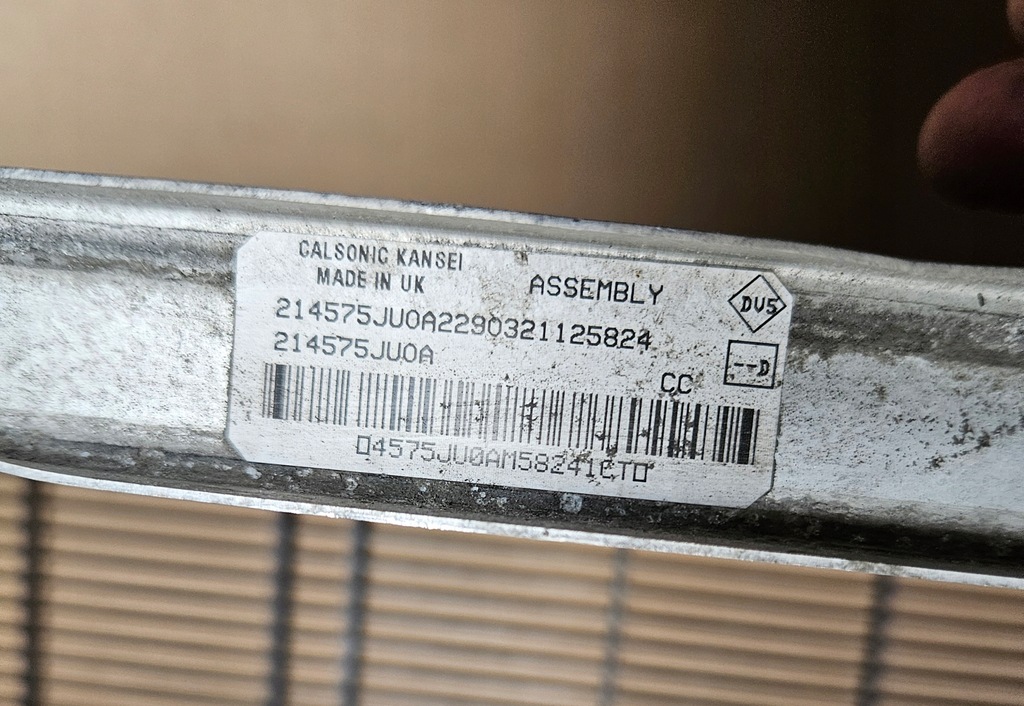 CALSONIC KANSEI
MADE IN UK
ASSEMBLY
DV5
214575JU0A2290321125824
214575JU0A
--D
CC
04575JU0AM58241CT0